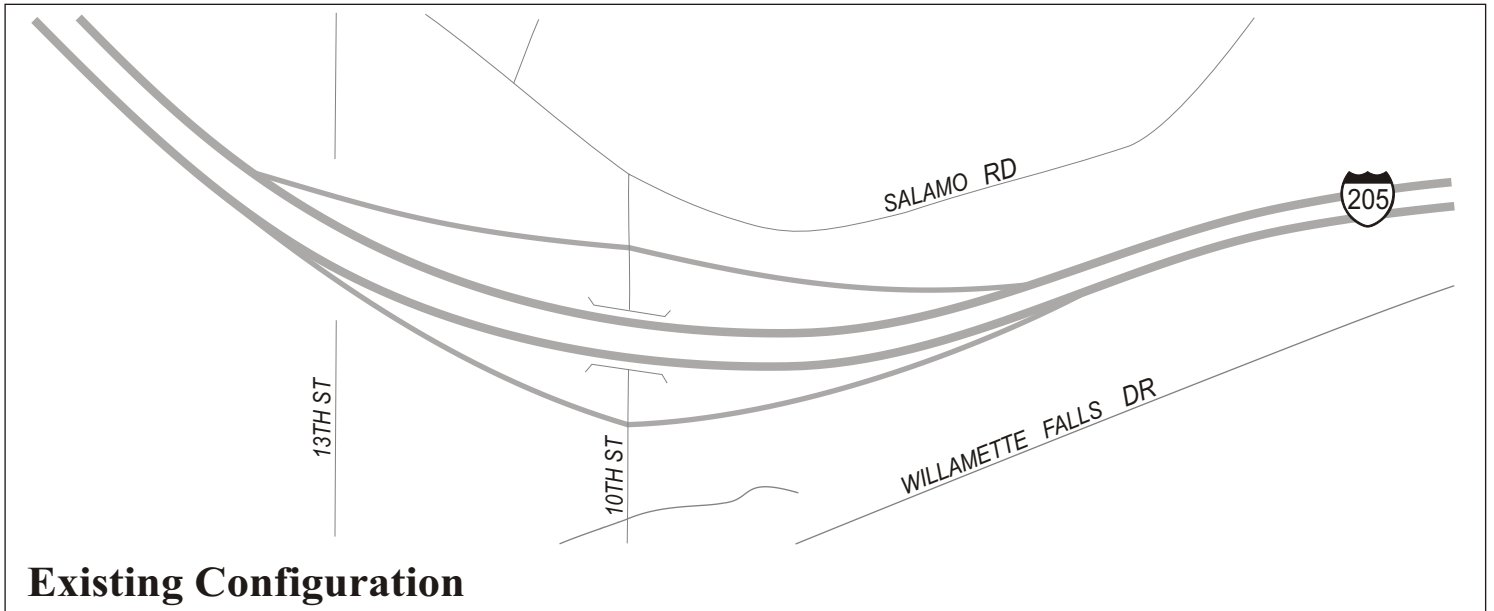 SALAMO RD
205
13TH ST
10TH ST
WILLAMETTE FALLS DR
Existing Configuration